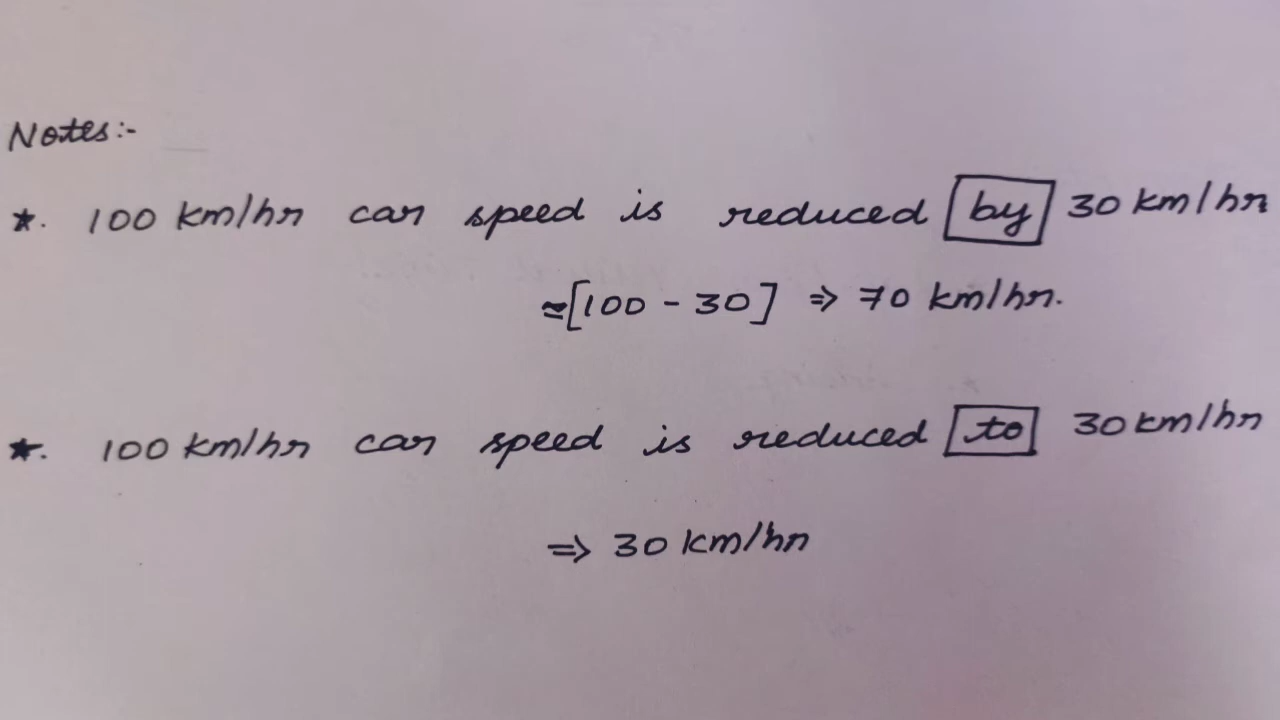 Notes:-
*. 100 km/hr car speed is reduced by 30 km/hr
≈[100 - 30] ⇒ 70 km/hr.
*. 100 km/hr car speed is reduced to 30 km/hr
⇒ 30 km/hr